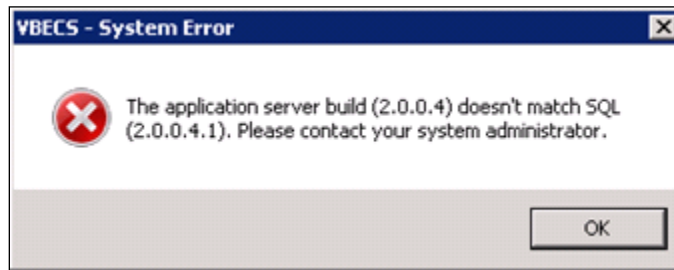 VBECS - System Error
The application server build (2.0.0.4) doesn't match SQL
(2.0.0.4.1). Please contact your system administrator.
OK